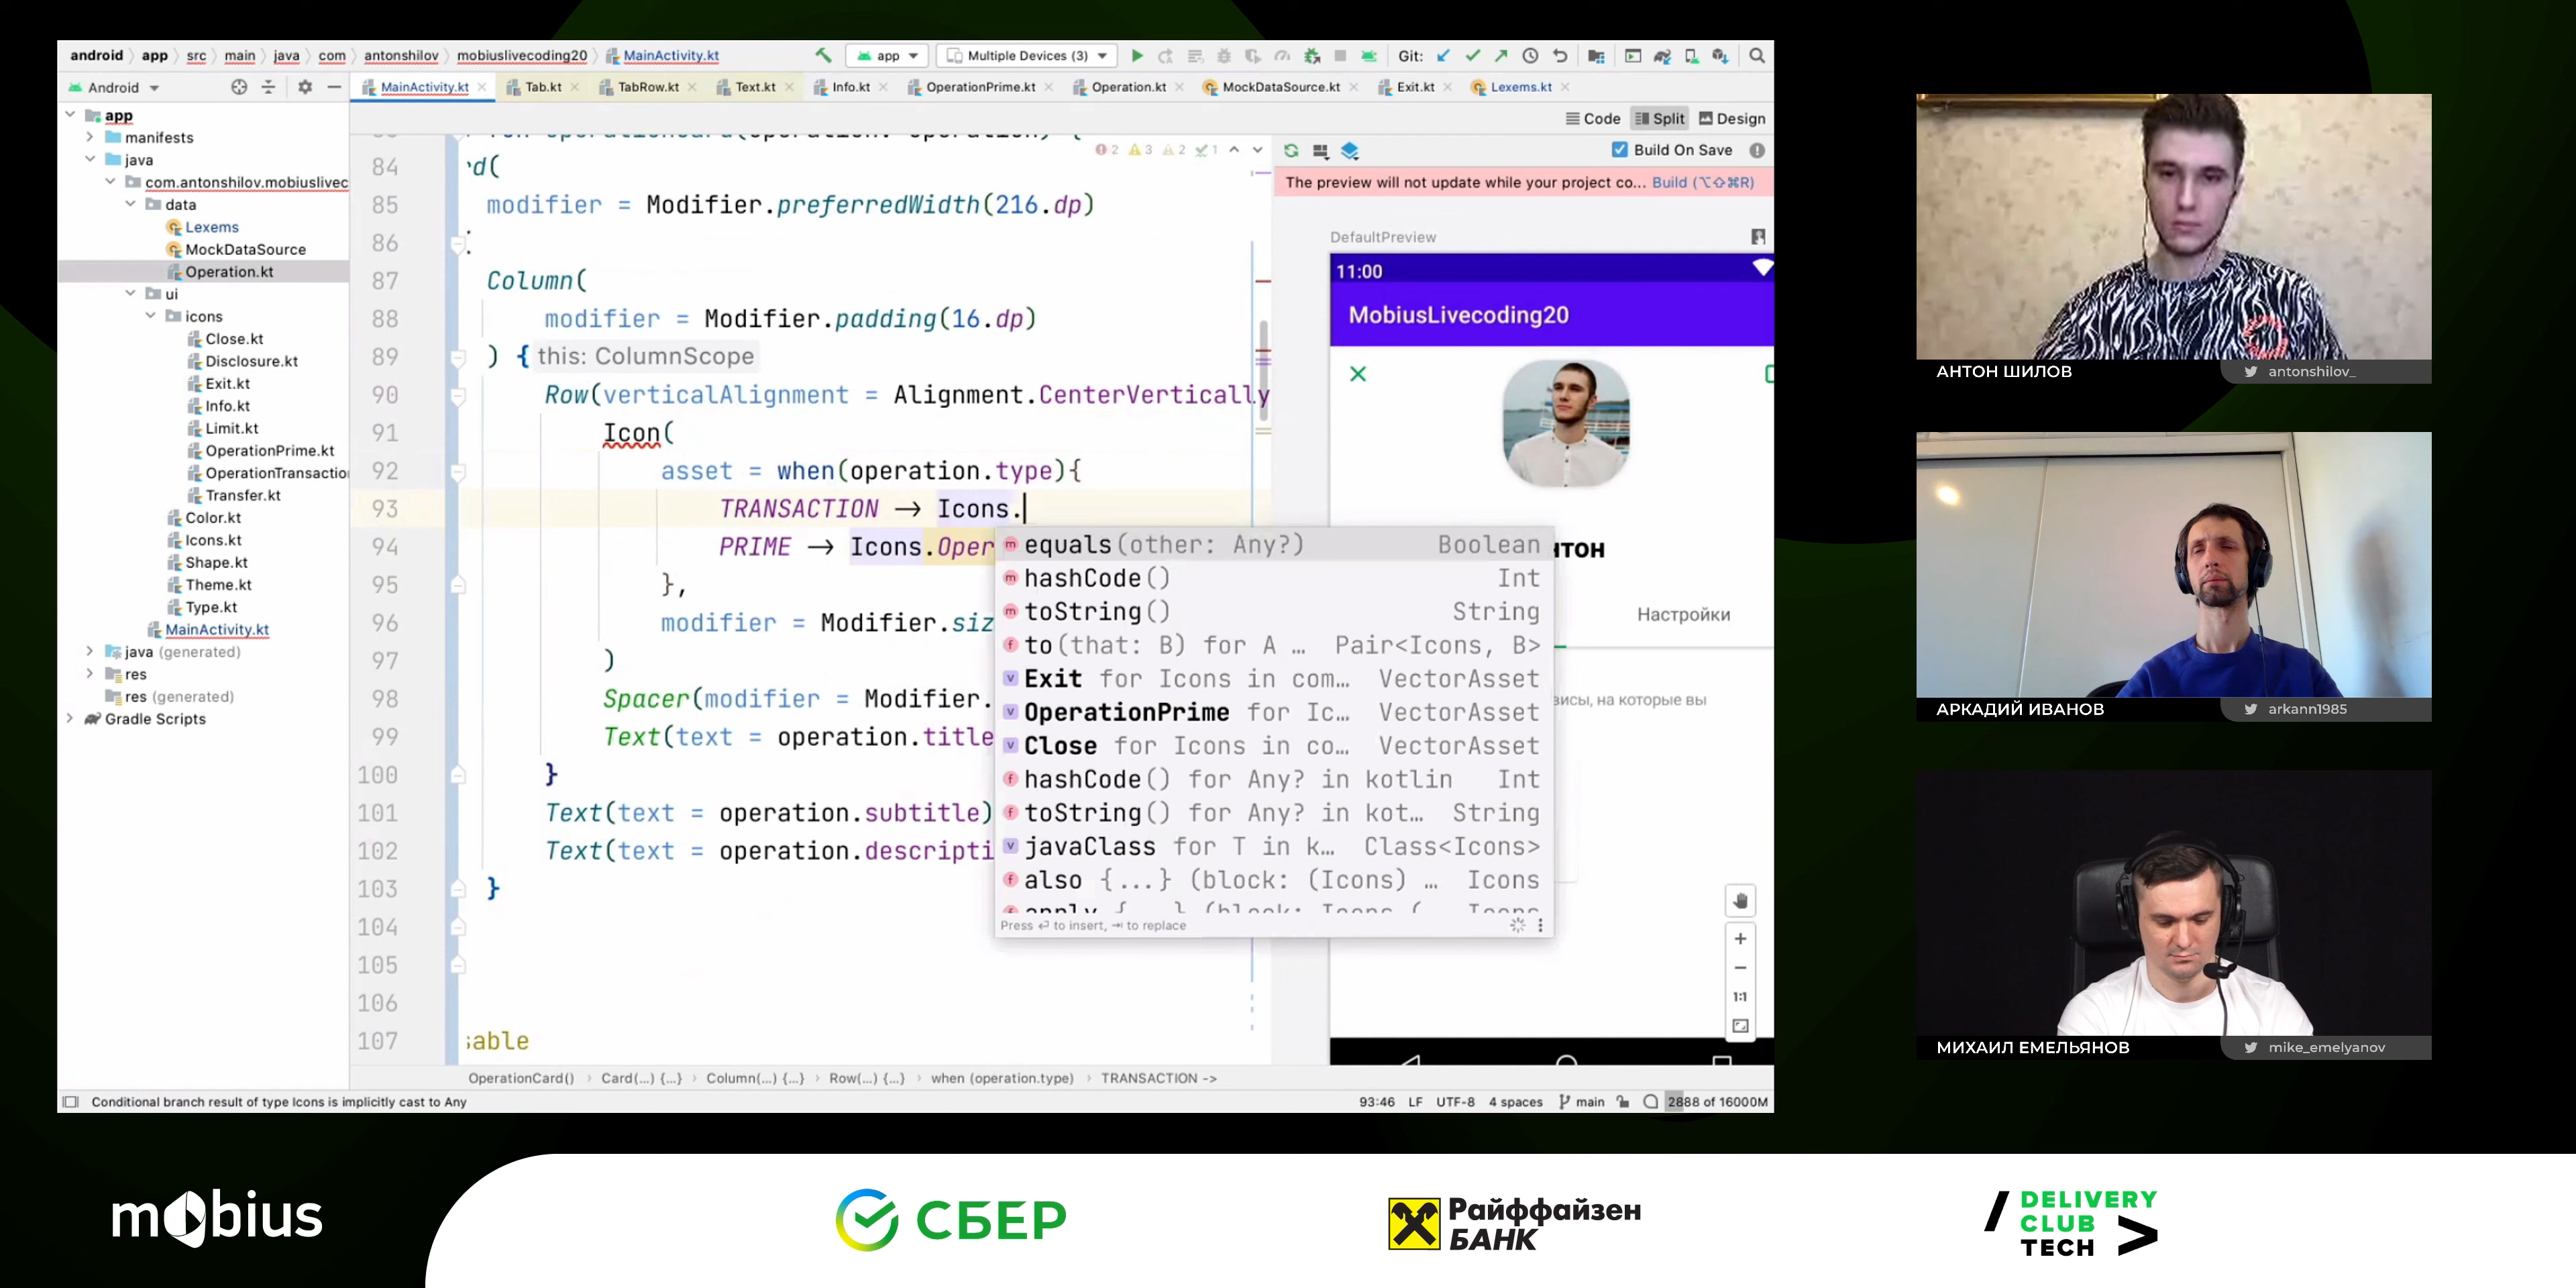 android app src main java com antonshilov mobiuslivecoding20 MainActivity.kt
app Multiple Devices (3) Git:
Android
MainActivity.kt Tab.kt TabRow.kt Text.kt Info.kt OperationPrime.kt Operation.kt MockDataSource.kt Exit.kt Lexems.kt
Code Split Design
app
manifests
java
com.antonshilov.mobiuslivec
data
Lexems
MockDataSource
Operation.kt
ui
icons
Close.kt
Disclosure.kt
Exit.kt
Info.kt
Limit.kt
OperationPrime.kt
OperationTransactio
Transfer.kt
Color.kt
Icons.kt
Shape.kt
Theme.kt
Type.kt
MainActivity.kt
java (generated)
res
res (generated)
Gradle Scripts
2 3 2 1
84 d(
85 modifier = Modifier.preferredWidth(216.dp)
86
87 Column(
88 modifier = Modifier.padding(16.dp)
89 ) { this: ColumnScope
90 Row(verticalAlignment = Alignment.CenterVertically
91 Icon(
92 asset = when(operation.type){
93 TRANSACTION → Icons.
94 PRIME → Icons.Oper
95 },
96 modifier = Modifier.siz
97 )
98 Spacer(modifier = Modifier.
99 Text(text = operation.title
100 }
101 Text(text = operation.subtitle)
102 Text(text = operation.descripti
103 }
104
105
106
107 sable
equals(other: Any?) Boolean
hashCode() Int
toString() String
to(that: B) for A … Pair<Icons, B>
Exit for Icons in com… VectorAsset
OperationPrime for Ic… VectorAsset
Close for Icons in co… VectorAsset
hashCode() for Any? in kotlin Int
toString() for Any? in kot… String
javaClass for T in k… Class<Icons>
also {...} (block: (Icons) … Icons
Press ↵ to insert, ⇥ to replace
Build On Save
The preview will not update while your project co... Build (⌥⇧⌘R)
DefaultPreview
11:00
MobiusLivecoding20
нтон
Настройки
висы, на которые вы
1:1
OperationCard() Card(...) {...} Column(...) {...} Row(...) {...} when (operation.type) TRANSACTION ->
Conditional branch result of type Icons is implicitly cast to Any
93:46 LF UTF-8 4 spaces main 2888 of 16000M
АНТОН ШИЛОВ antonshilov_
АРКАДИЙ ИВАНОВ arkann1985
МИХАИЛ ЕМЕЛЬЯНОВ mike_emelyanov
mobius
СБЕР
Райффайзен
БАНК
DELIVERY
CLUB
TECH